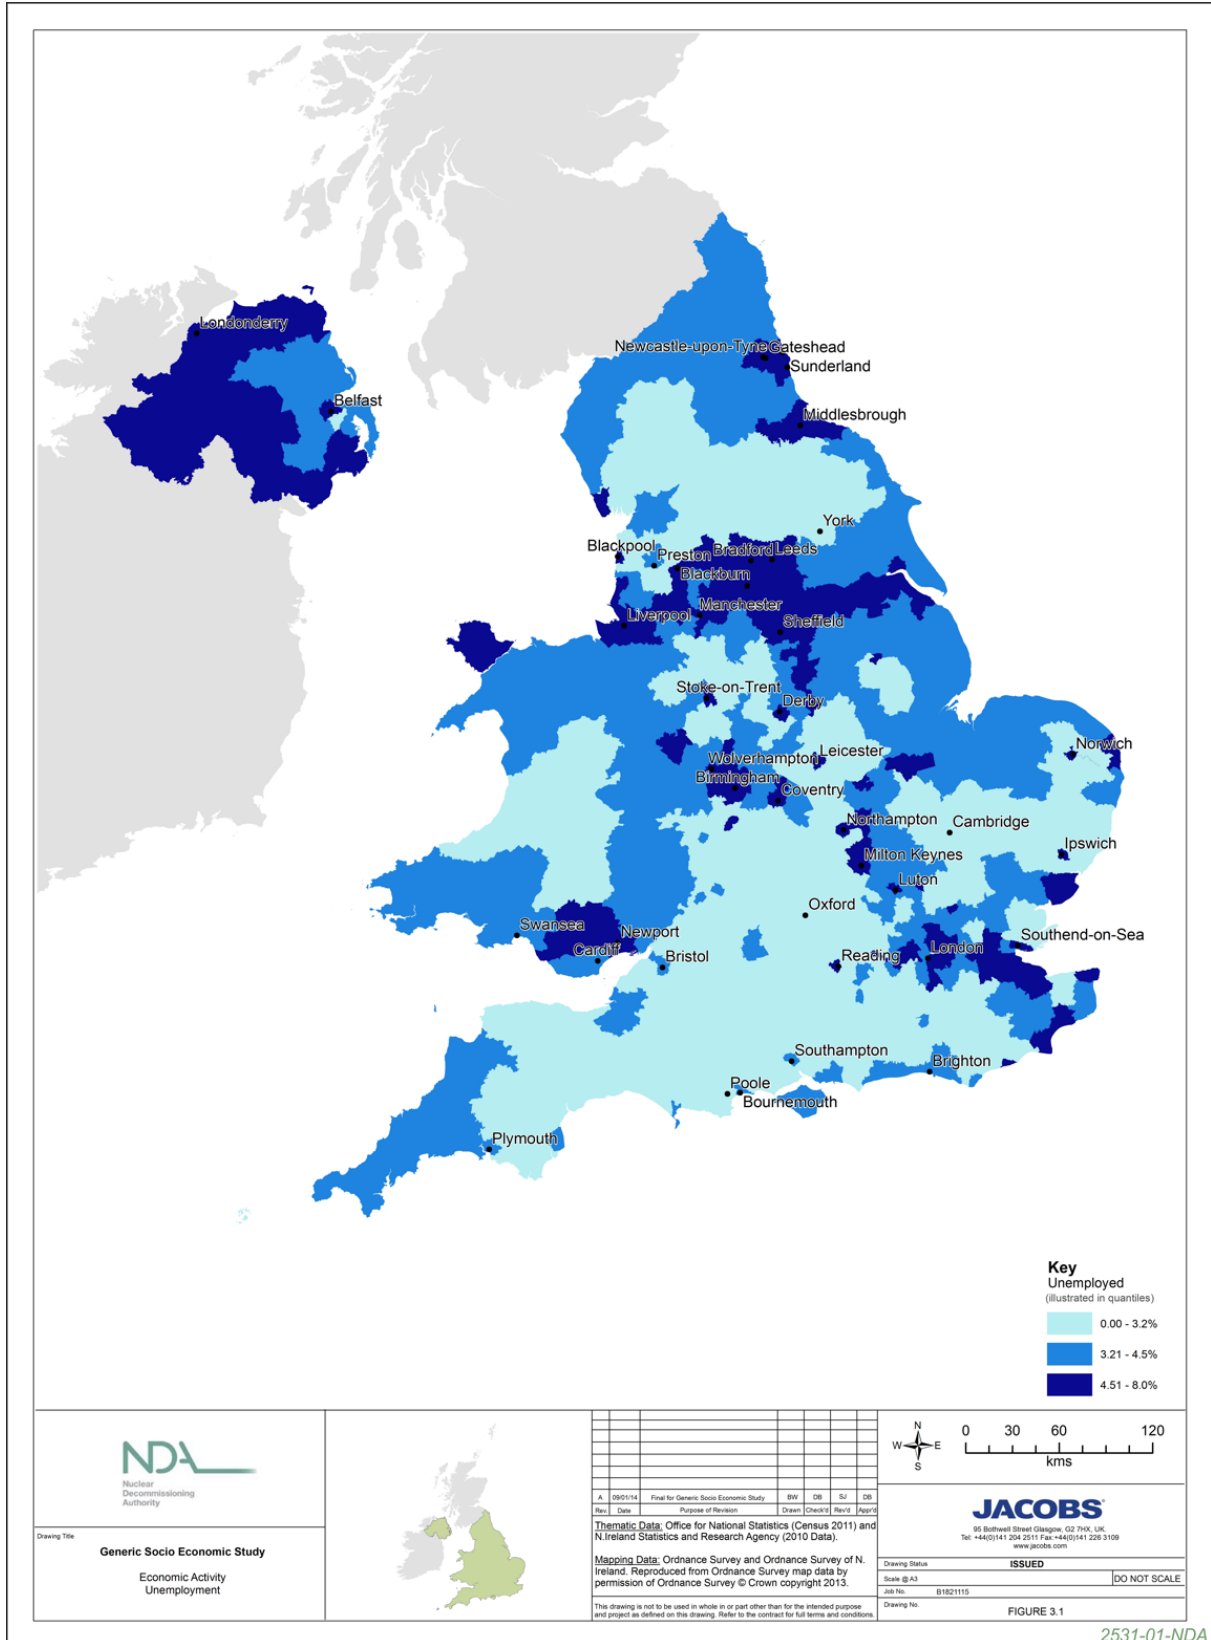 Londonderry
Belfast
Newcastle-upon-Tyne
Gateshead
Sunderland
Middlesbrough
York
Blackpool
Preston
Bradford
Leeds
Blackburn
Manchester
Liverpool
Sheffield
Stoke-on-Trent
Derby
Norwich
Leicester
Wolverhampton
Birmingham
Coventry
Northampton
Cambridge
Ipswich
Milton Keynes
Luton
Oxford
Swansea
Newport
Southend-on-Sea
Cardiff
Bristol
Reading
London
Southampton
Brighton
Poole
Bournemouth
Plymouth
Key
Unemployed
(illustrated in quantiles)
0.00 - 3.2%
3.21 - 4.5%
4.51 - 8.0%
NDA
Nuclear
Decommissioning
Authority
Drawing Title
Generic Socio Economic Study
Economic Activity
Unemployment
A 09/01/14 Final for Generic Socio Economic Study BW DB SJ DB
Rev. Date Purpose of Revision Drawn Check'd Rev'd App'd
Thematic Data: Office for National Statistics (Census 2011) and
N.Ireland Statistics and Research Agency (2010 Data).
Mapping Data: Ordnance Survey and Ordnance Survey of N.
Ireland. Reproduced from Ordnance Survey map data by
permission of Ordnance Survey © Crown copyright 2013.
This drawing is not to be used in whole or in part other than for the intended purpose
and project as defined on this drawing. Refer to the contract for full terms and conditions.
N
W E
S
0 30 60 120
kms
JACOBS®
95 Bothwell Street Glasgow, G2 7HX, UK.
Tel: +44(0)141 204 2511 Fax:+44(0)141 226 3109
www.jacobs.com
Drawing Status ISSUED
Scale @ A3 DO NOT SCALE
Job No. B1821115
Drawing No.
FIGURE 3.1
2531-01-NDA